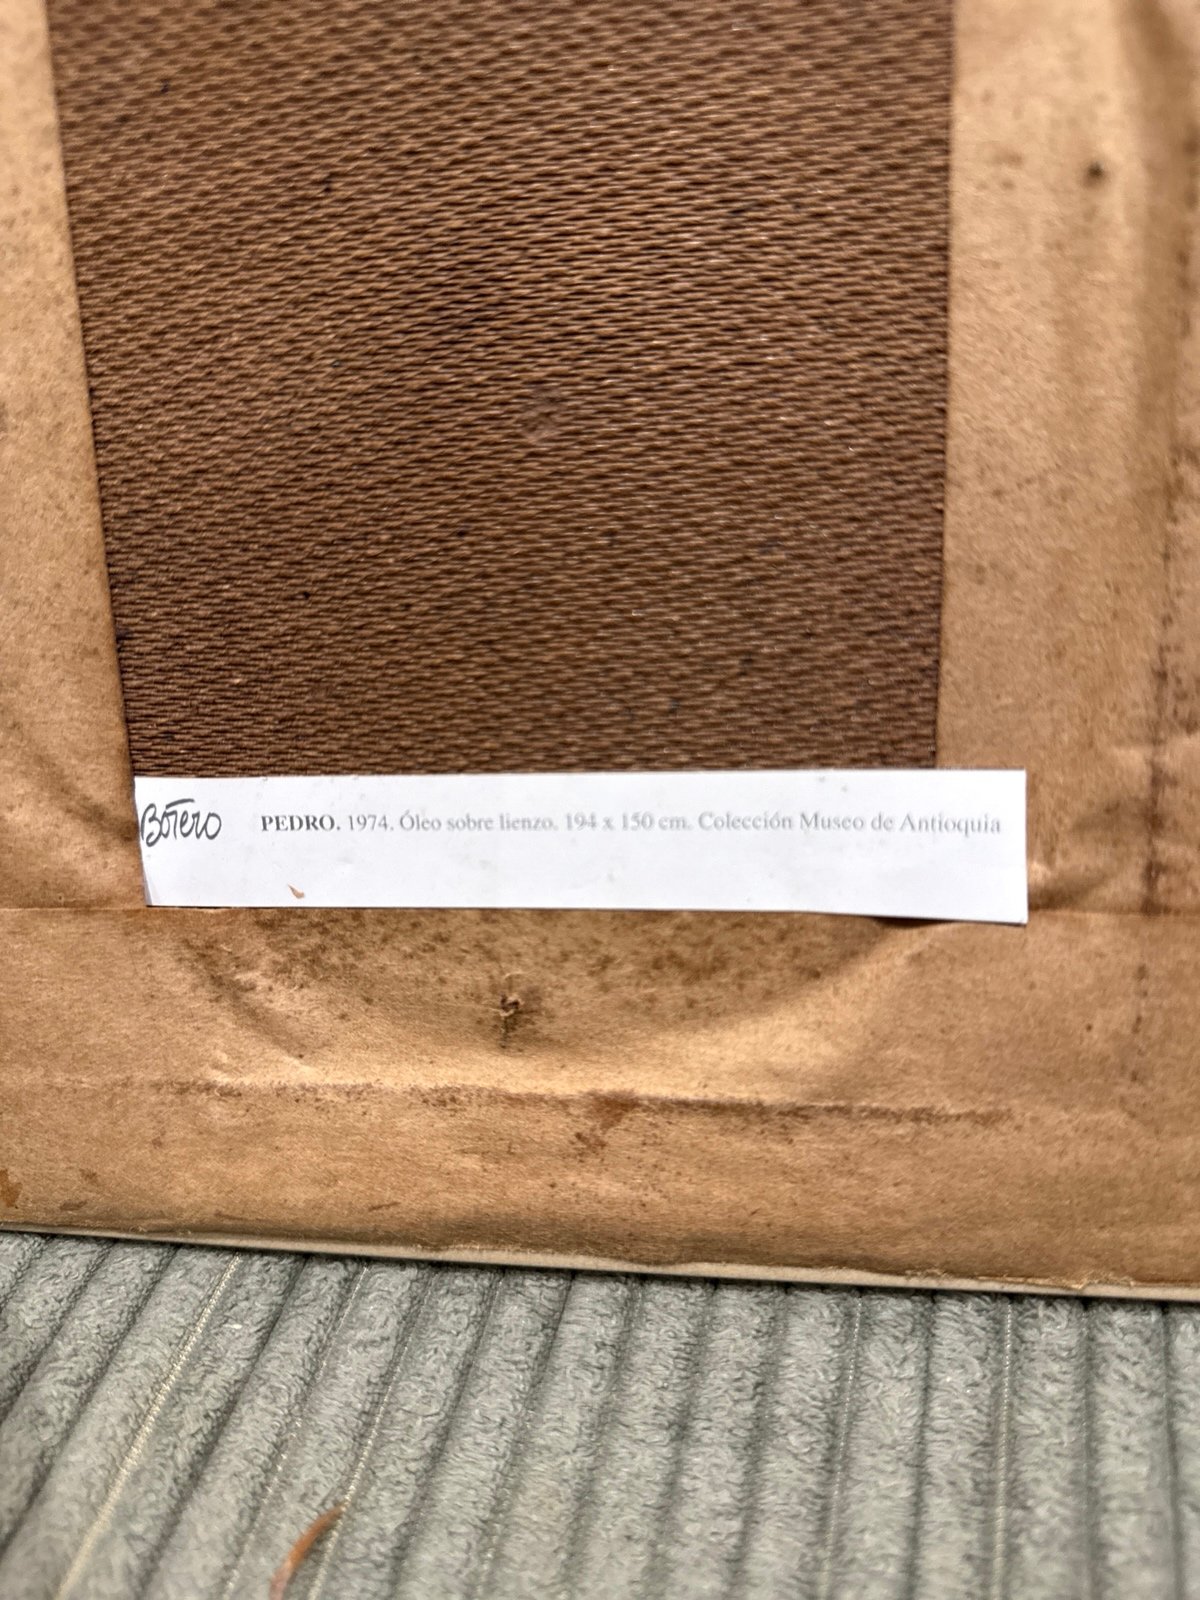 Botero PEDRO. 1974. Óleo sobre lienzo. 194 x 150 cm. Colección Museo de Antioquia